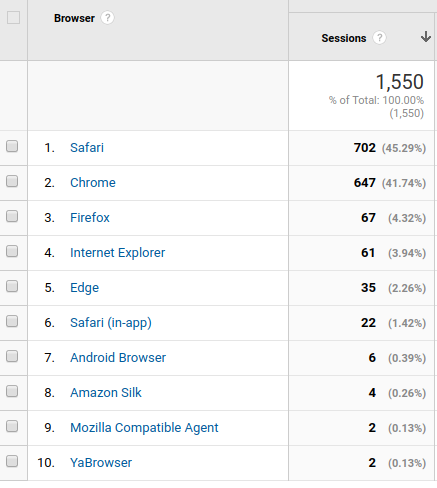 Browser ?
Sessions ?
1,550
% of Total: 100.00%
(1,550)
1. Safari 702 (45.29%)
2. Chrome 647 (41.74%)
3. Firefox 67 (4.32%)
4. Internet Explorer 61 (3.94%)
5. Edge 35 (2.26%)
6. Safari (in-app) 22 (1.42%)
7. Android Browser 6 (0.39%)
8. Amazon Silk 4 (0.26%)
9. Mozilla Compatible Agent 2 (0.13%)
10. YaBrowser 2 (0.13%)